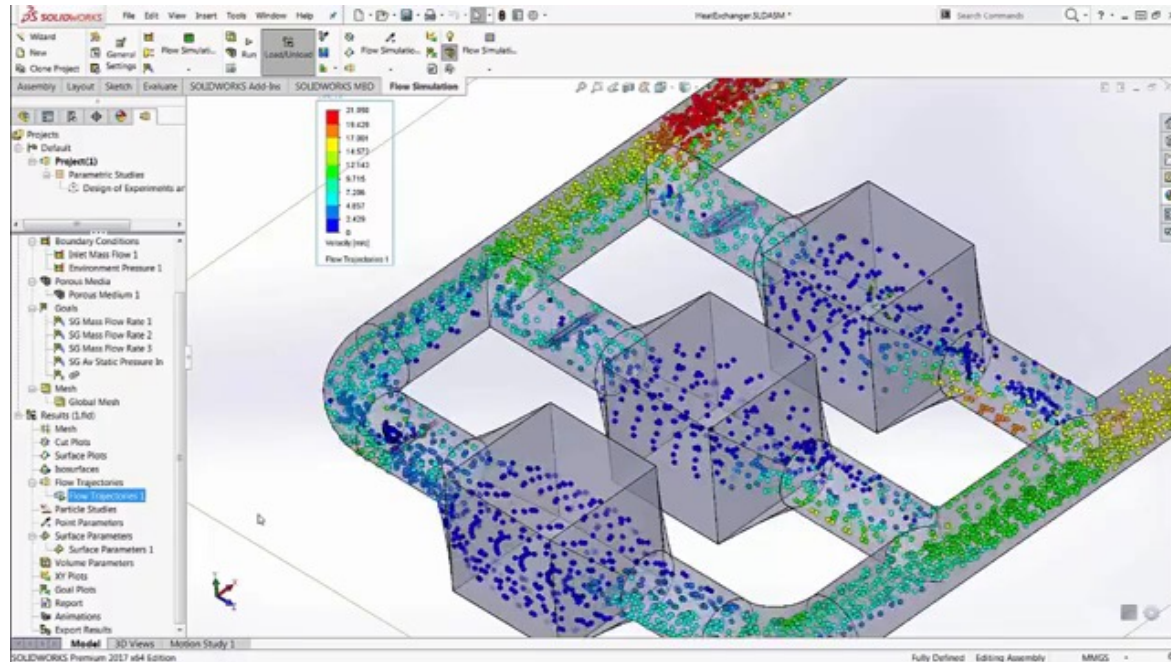 SOLIDWORKS File Edit View Insert Tools Window Help HeatExchanger.SLDASM * Search Commands
Wizard
New
Clone Project
General Settings
Flow Simulati...
Run
Load/Unload
Flow Simulatio...
Flow Simulati...
Assembly Layout Sketch Evaluate SOLIDWORKS Add-Ins SOLIDWORKS MBD Flow Simulation
Projects
Default
Project(1)
Parametric Studies
Design of Experiments ar
Boundary Conditions
Inlet Mass Flow 1
Environment Pressure 1
Porous Media
Porous Medium 1
Goals
SG Mass Flow Rate 1
SG Mass Flow Rate 2
SG Mass Flow Rate 3
SG Av Static Pressure In
dP
Mesh
Global Mesh
Results (1.fld)
Mesh
Cut Plots
Surface Plots
Isosurfaces
Flow Trajectories
Flow Trajectories 1
Particle Studies
Point Parameters
Surface Parameters
Surface Parameters 1
Volume Parameters
XY Plots
Goal Plots
Report
Animations
Export Results
19.428
17.001
14.573
12.143
9.715
7.286
4.857
2.429
0
Velocity [m/s]
Flow Trajectories 1
Model 3D Views Motion Study 1
SOLIDWORKS Premium 2017 x64 Edition Fully Defined Editing Assembly MMGS